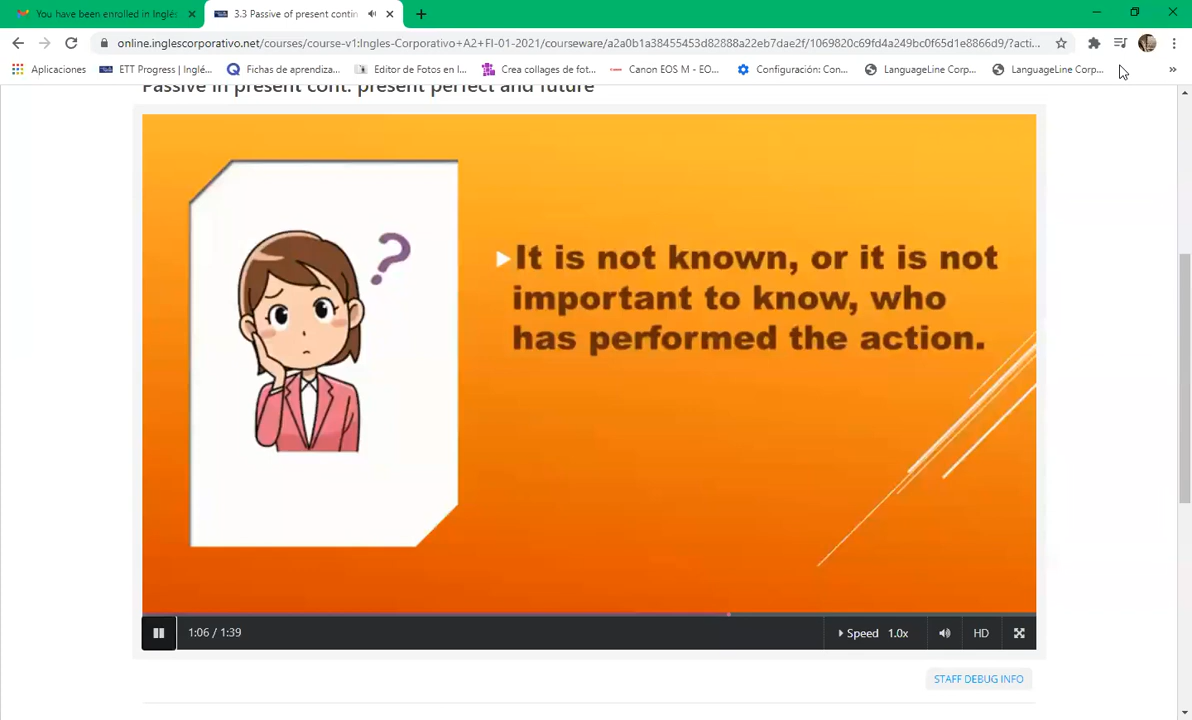 You have been enrolled in Inglés
3.3 Passive of present contin
online.inglescorporativo.net/courses/course-v1:Ingles-Corporativo+A2+FI-01-2021/courseware/a2a0b1a38455453d82888a22eb7dae2f/1069820c69fd4a249bc0f65d1e8866d9/?acti...
Aplicaciones
ETT Progress | Inglé...
Fichas de aprendiza...
Editor de Fotos en l...
Crea collages de fot...
Canon EOS M - EO...
Configuración: Con...
LanguageLine Corp...
LanguageLine Corp...
»
Passive in present cont. present perfect and future
?
It is not known, or it is not
important to know, who
has performed the action.
1:06 / 1:39
Speed 1.0x
HD
STAFF DEBUG INFO